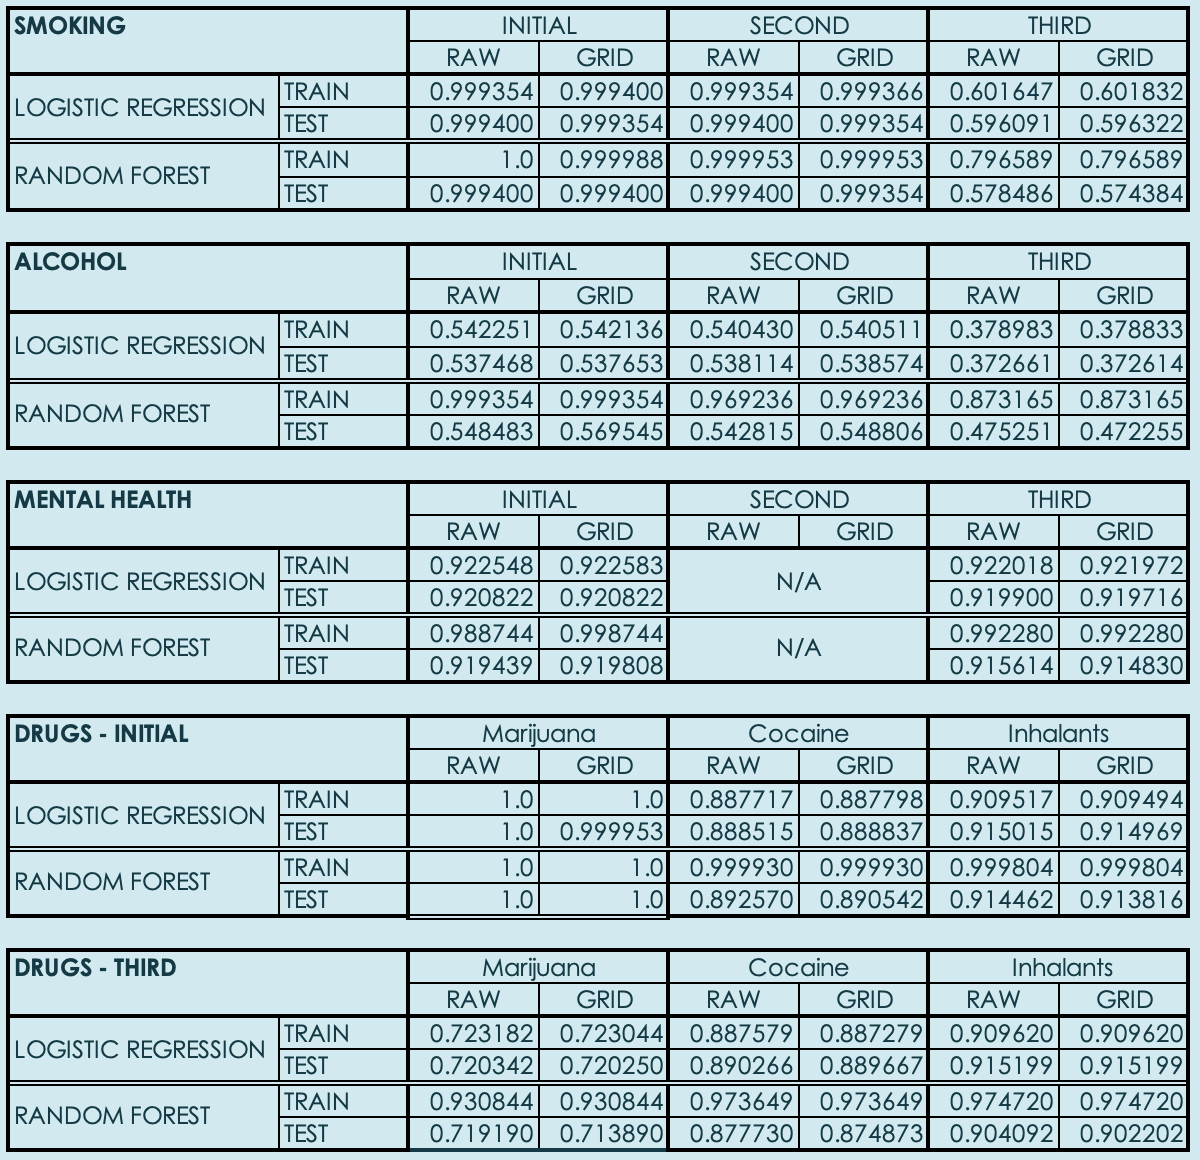 SMOKING INITIAL SECOND THIRD
RAW GRID RAW GRID RAW GRID
LOGISTIC REGRESSION TRAIN 0.999354 0.999400 0.999354 0.999366 0.601647 0.601832
TEST 0.999400 0.999354 0.999400 0.999354 0.596091 0.596322
RANDOM FOREST TRAIN 1.0 0.999988 0.999953 0.999953 0.796589 0.796589
TEST 0.999400 0.999400 0.999400 0.999354 0.578486 0.574384
ALCOHOL INITIAL SECOND THIRD
RAW GRID RAW GRID RAW GRID
LOGISTIC REGRESSION TRAIN 0.542251 0.542136 0.540430 0.540511 0.378983 0.378833
TEST 0.537468 0.537653 0.538114 0.538574 0.372661 0.372614
RANDOM FOREST TRAIN 0.999354 0.999354 0.969236 0.969236 0.873165 0.873165
TEST 0.548483 0.569545 0.542815 0.548806 0.475251 0.472255
MENTAL HEALTH INITIAL SECOND THIRD
RAW GRID RAW GRID RAW GRID
LOGISTIC REGRESSION TRAIN 0.922548 0.922583 N/A 0.922018 0.921972
TEST 0.920822 0.920822 0.919900 0.919716
RANDOM FOREST TRAIN 0.988744 0.998744 N/A 0.992280 0.992280
TEST 0.919439 0.919808 0.915614 0.914830
DRUGS - INITIAL Marijuana Cocaine Inhalants
RAW GRID RAW GRID RAW GRID
LOGISTIC REGRESSION TRAIN 1.0 1.0 0.887717 0.887798 0.909517 0.909494
TEST 1.0 0.999953 0.888515 0.888837 0.915015 0.914969
RANDOM FOREST TRAIN 1.0 1.0 0.999930 0.999930 0.999804 0.999804
TEST 1.0 1.0 0.892570 0.890542 0.914462 0.913816
DRUGS - THIRD Marijuana Cocaine Inhalants
RAW GRID RAW GRID RAW GRID
LOGISTIC REGRESSION TRAIN 0.723182 0.723044 0.887579 0.887279 0.909620 0.909620
TEST 0.720342 0.720250 0.890266 0.889667 0.915199 0.915199
RANDOM FOREST TRAIN 0.930844 0.930844 0.973649 0.973649 0.974720 0.974720
TEST 0.719190 0.713890 0.877730 0.874873 0.904092 0.902202